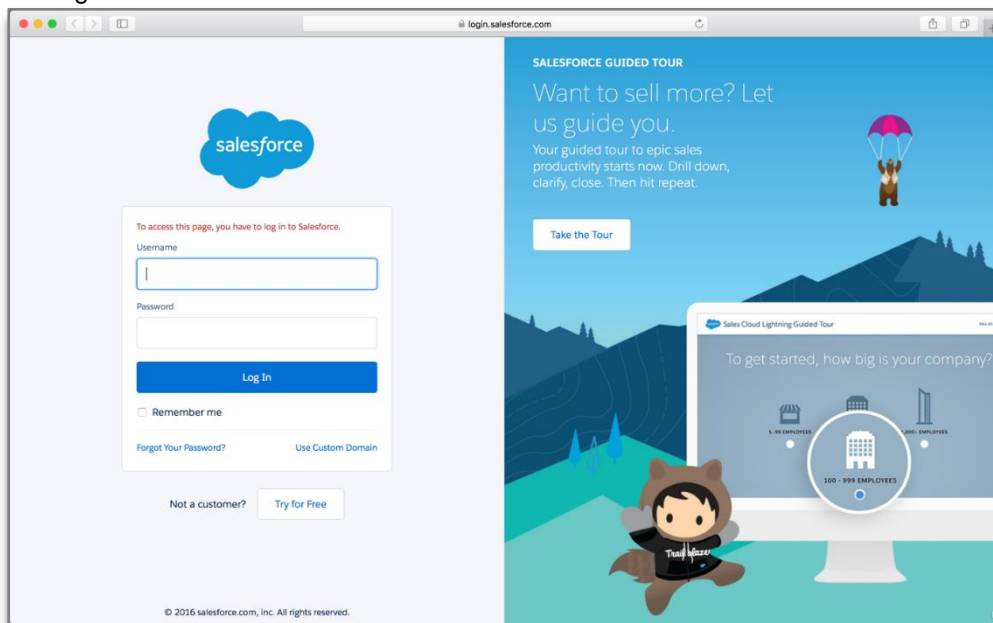 login.salesforce.com
salesforce
To access this page, you have to log in to Salesforce.
Username
Password
Log In
Remember me
Forgot Your Password? Use Custom Domain
Not a customer? Try for Free
© 2016 salesforce.com, inc. All rights reserved.
SALESFORCE GUIDED TOUR
Want to sell more? Let
us guide you.
Your guided tour to epic sales
productivity starts now. Drill down,
clarify, close. Then hit repeat.
Take the Tour
Sales Cloud Lightning Guided Tour
To get started, how big is your company?
5 - 99 EMPLOYEES
100 - 999 EMPLOYEES
EMPLOYEES